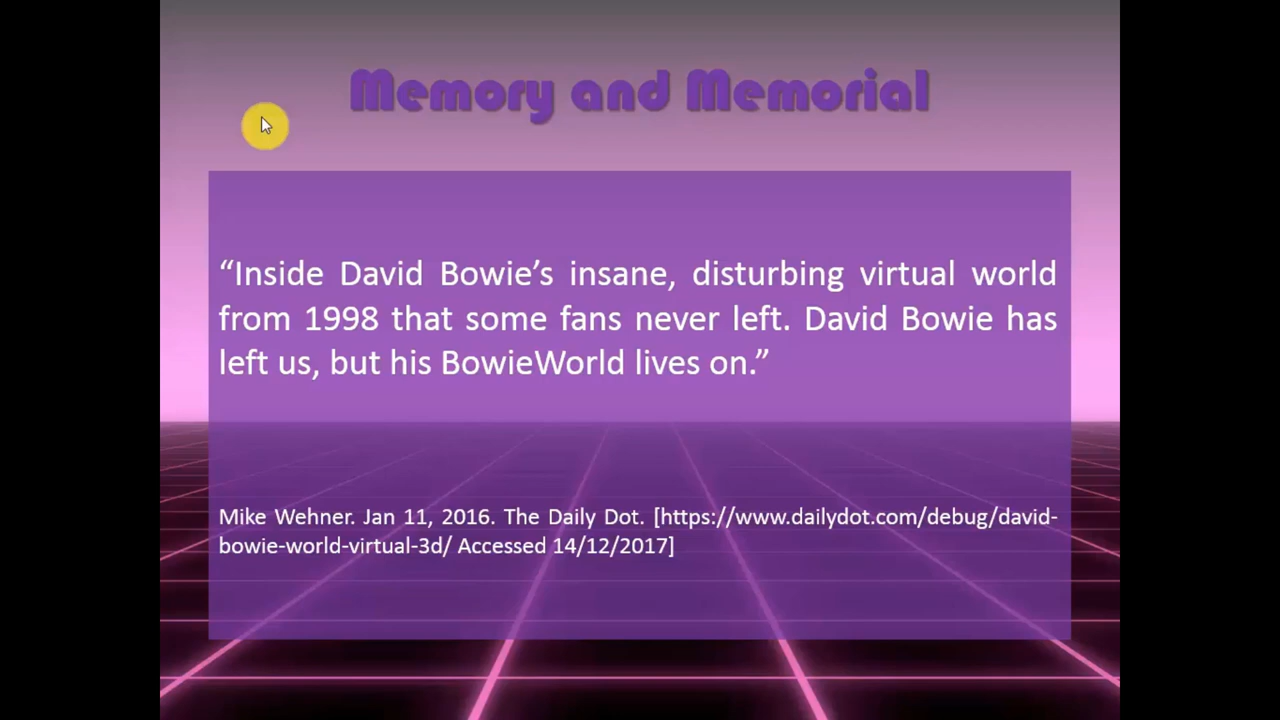 Memory and Memorial
“Inside David Bowie’s insane, disturbing virtual world
from 1998 that some fans never left. David Bowie has
left us, but his BowieWorld lives on.”
Mike Wehner. Jan 11, 2016. The Daily Dot. [https://www.dailydot.com/debug/david-
bowie-world-virtual-3d/ Accessed 14/12/2017]